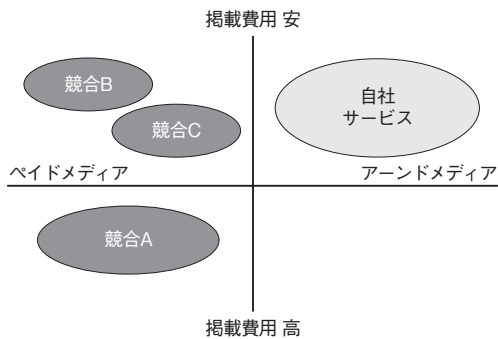 掲載費用 安
競合B
競合C
自社
サービス
ペイドメディア
アーンドメディア
競合A
掲載費用 高